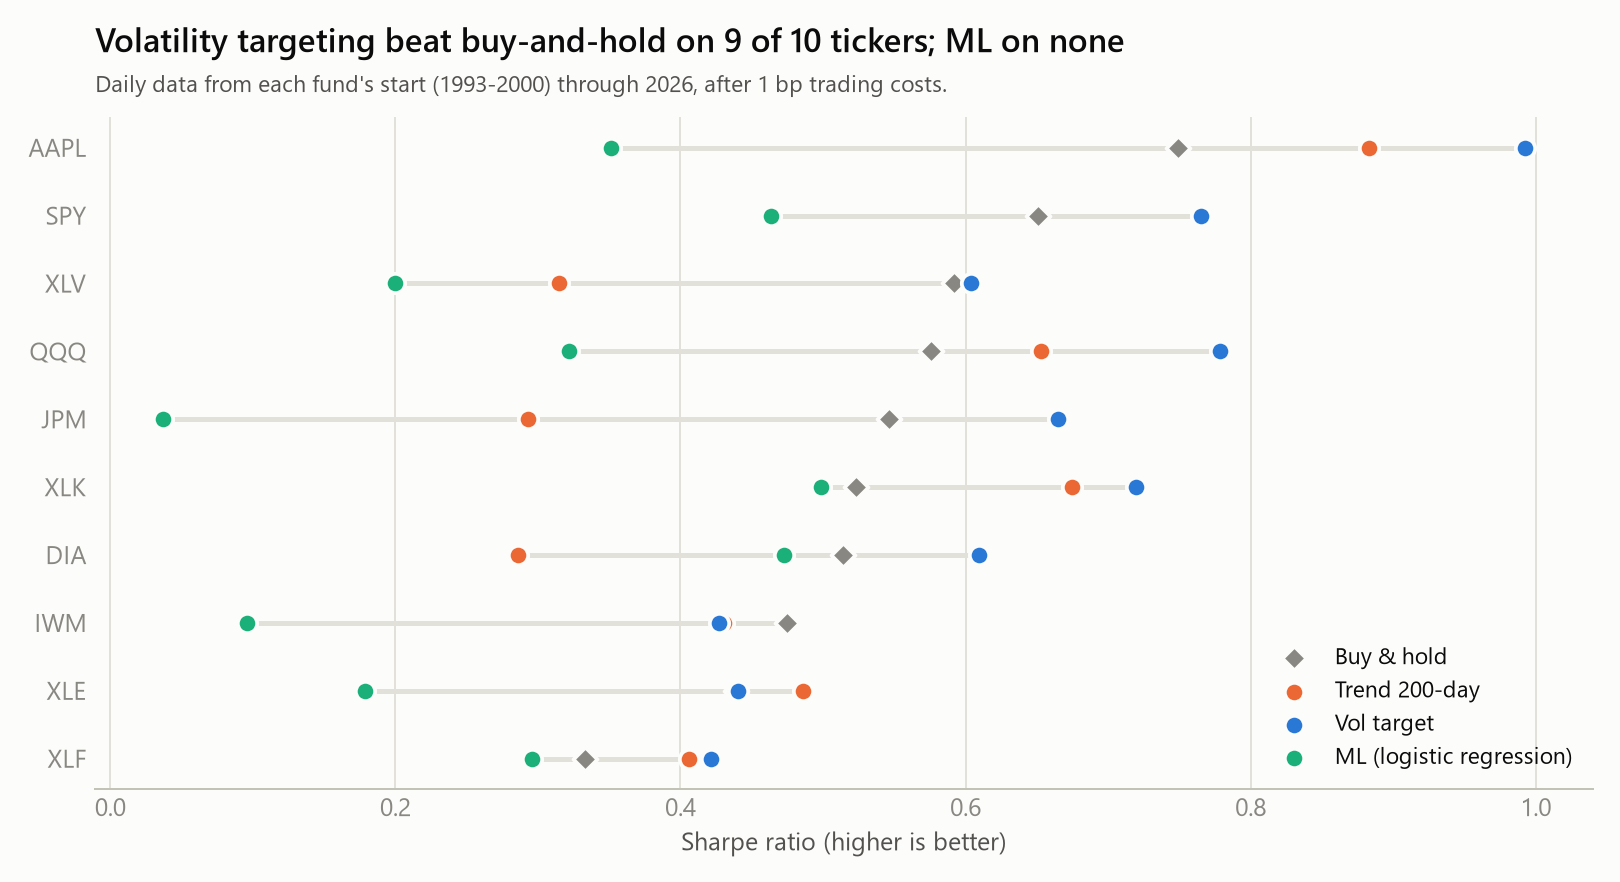 Volatility targeting beat buy-and-hold on 9 of 10 tickers; ML on none
Daily data from each fund's start (1993-2000) through 2026, after 1 bp trading costs.
AAPL
SPY
XLV
QQQ
JPM
XLK
DIA
IWM
XLE
XLF
Buy & hold
Trend 200-day
Vol target
ML (logistic regression)
0.0 0.2 0.4 0.6 0.8 1.0
Sharpe ratio (higher is better)